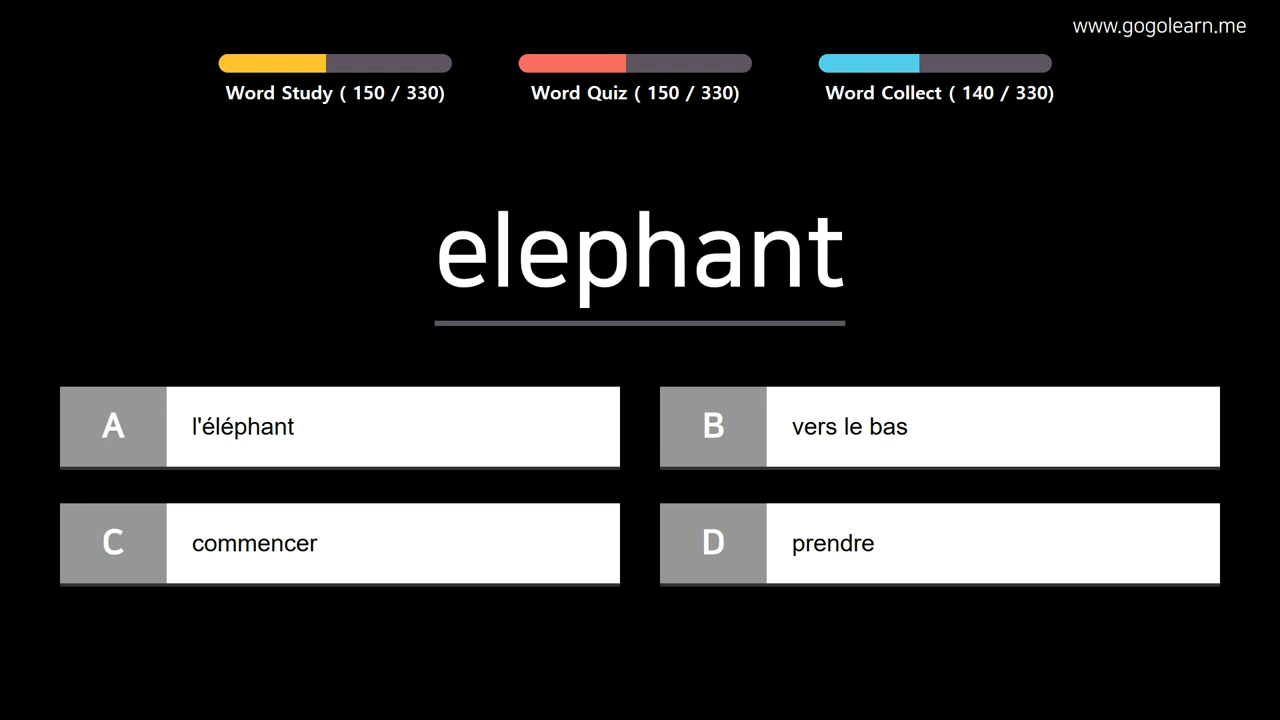 www.gogolearn.me
Word Study ( 150 / 330)
Word Quiz ( 150 / 330)
Word Collect ( 140 / 330)
elephant
A
l'éléphant
B
vers le bas
C
commencer
D
prendre